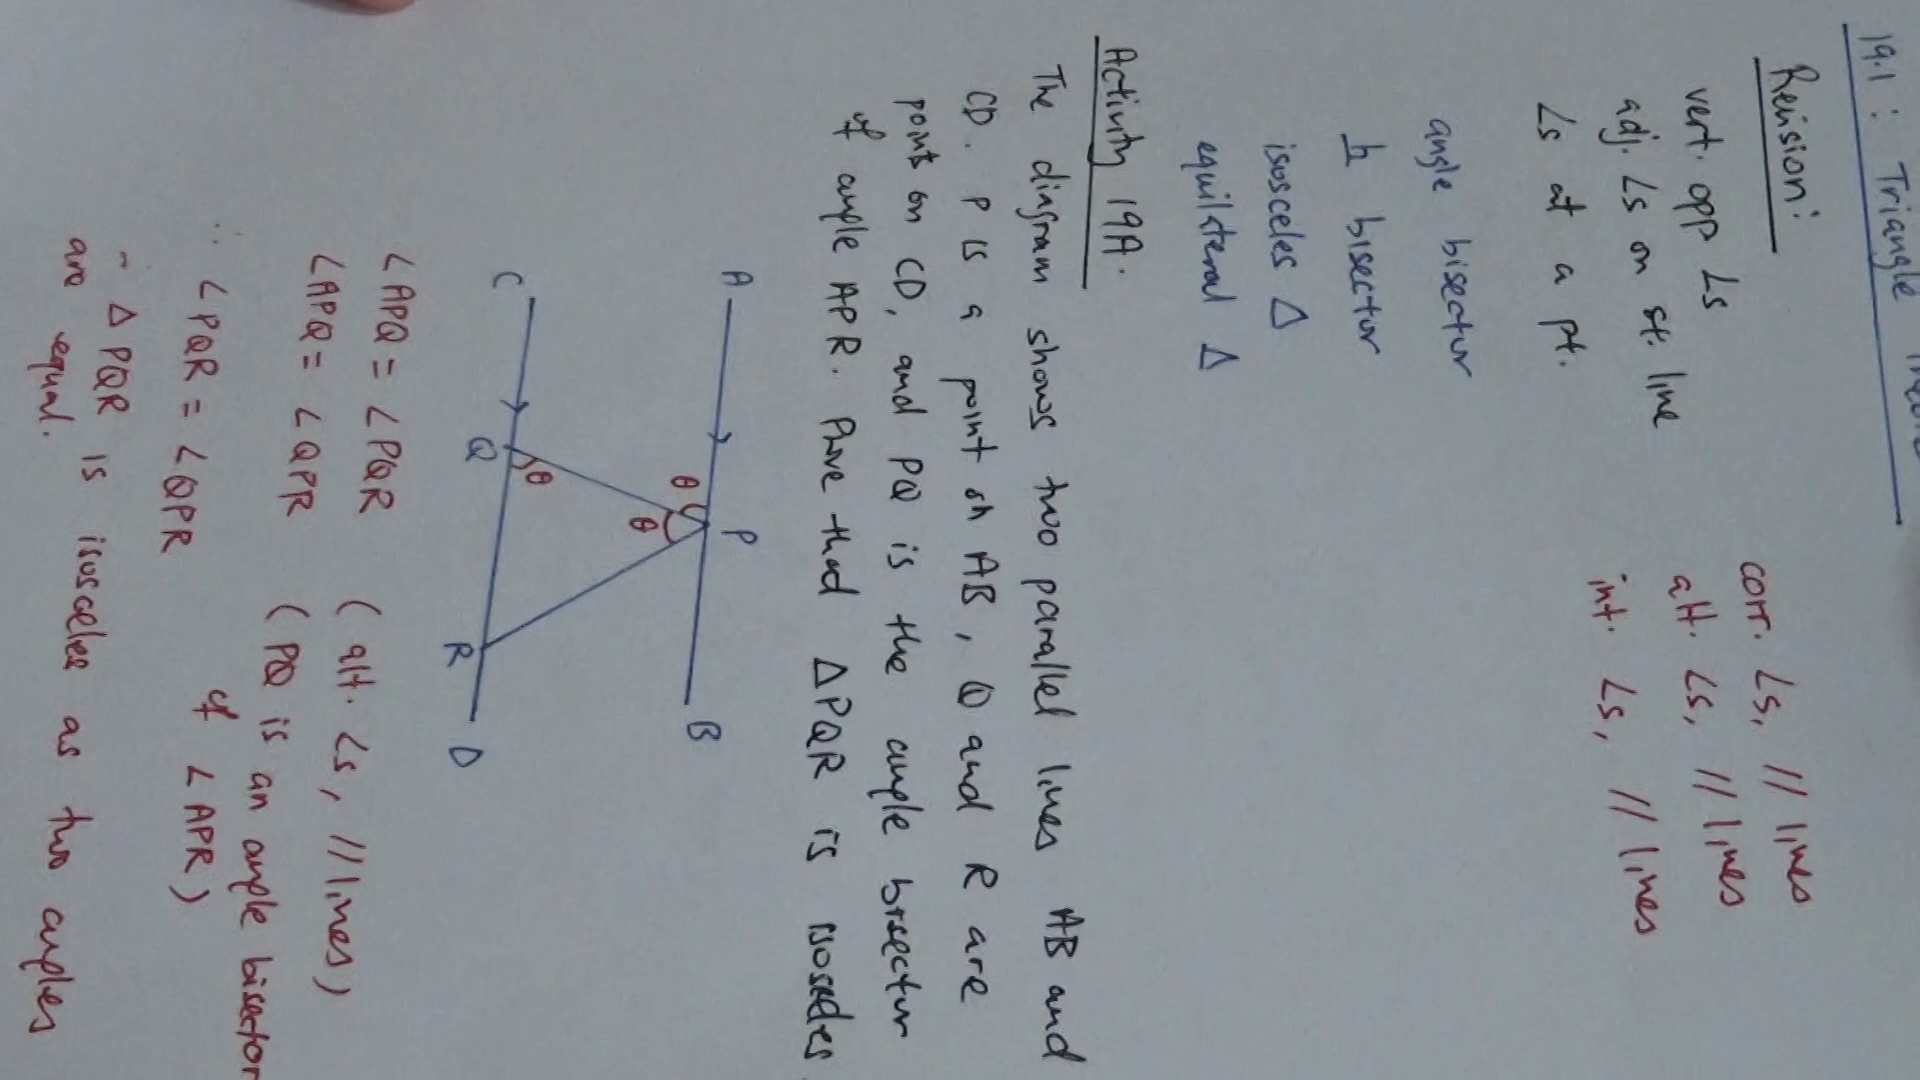 19.1 : Triangle
Revision:
vert. opp ∠s
adj. ∠s on st. line
∠s at a pt.
corr. ∠s, // lines
alt. ∠s, // lines
int. ∠s, // lines
angle bisector
⊥ bisector
isosceles Δ
equilateral Δ
Activity 19A.
The diagram shows two parallel lines AB and
CD. P is a point on AB, Q and R are
points on CD, and PQ is the angle bisector
of angle APR. Prove that ΔPQR is isosceles
A P B
θ
θ
θ
C Q R D
∠APQ = ∠PQR (alt. ∠s, // lines)
∠APQ = ∠QPR (PQ is an angle bisector
of ∠APR)
∴ ∠PQR = ∠QPR
∴ ΔPQR is isosceles as two angles
are equal.